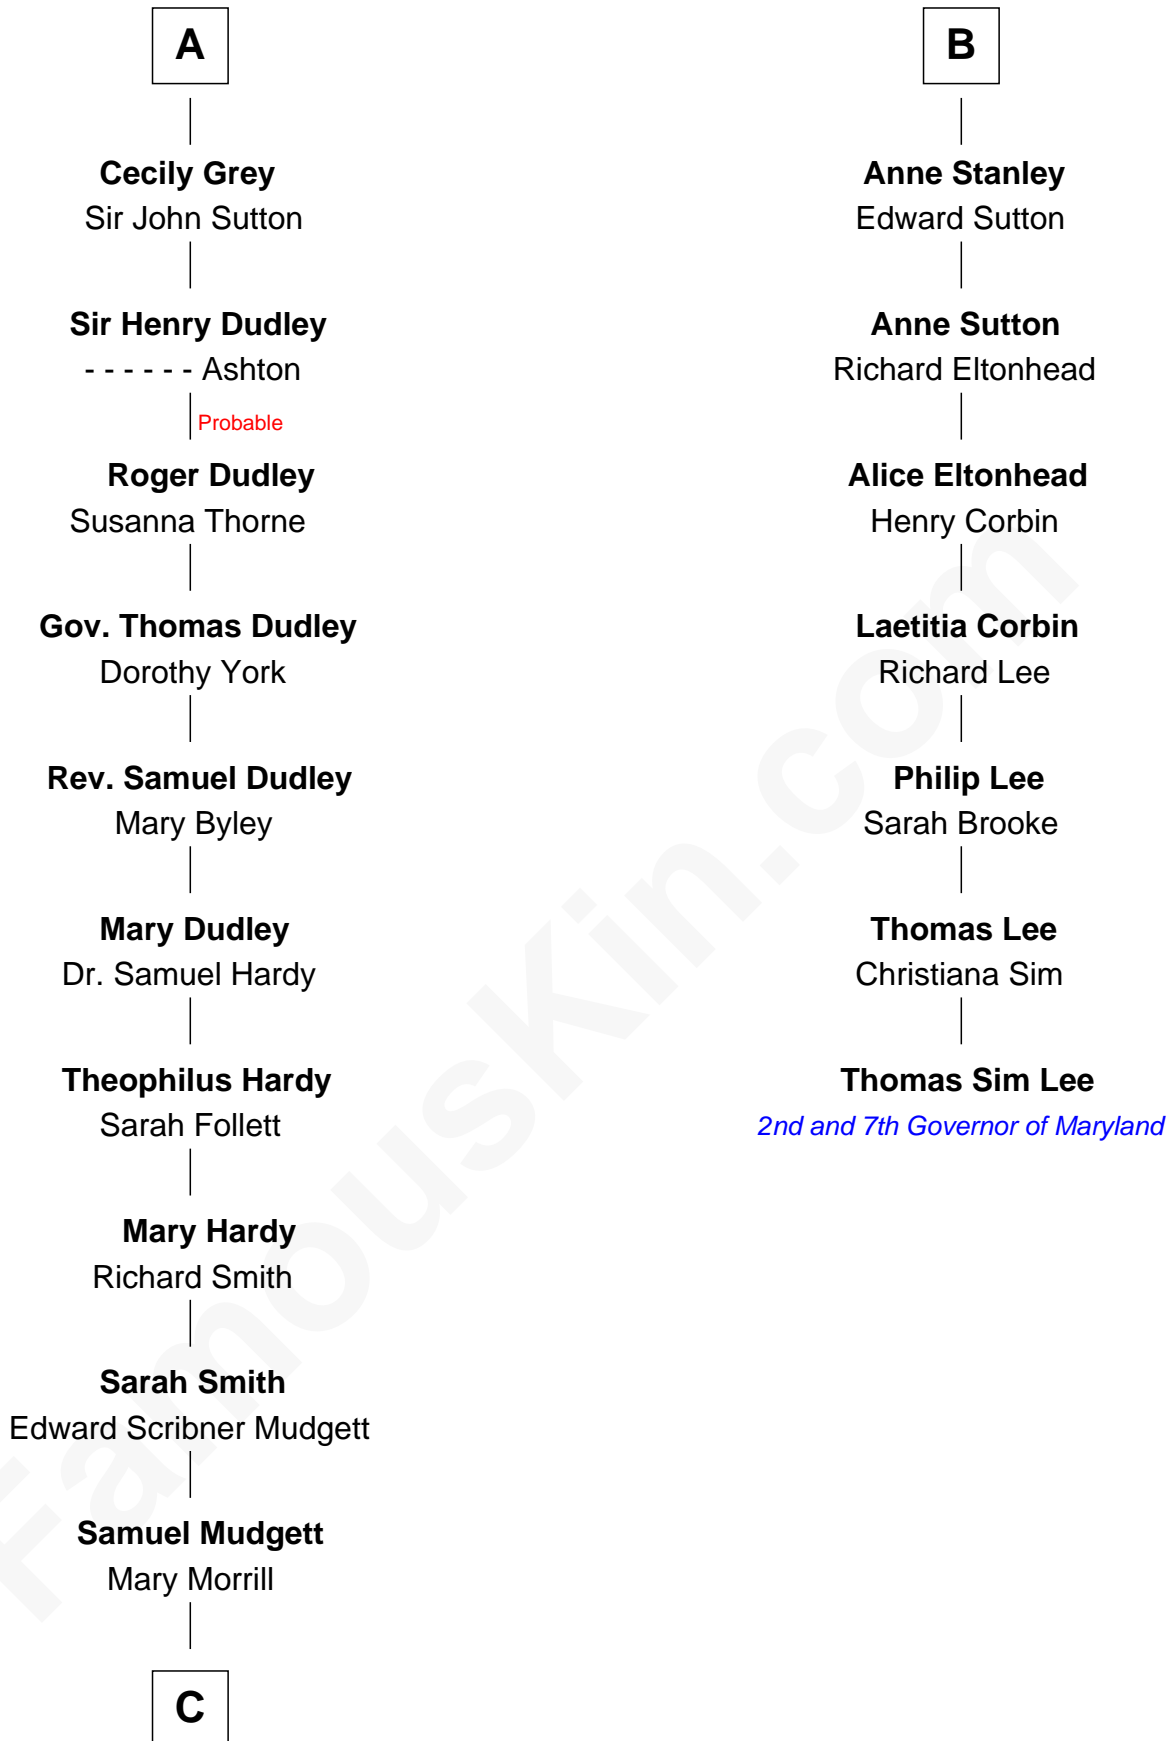 A
Cecily Grey
Sir John Sutton
Sir Henry Dudley
- - - - - - Ashton
Probable
Roger Dudley
Susanna Thorne
Gov. Thomas Dudley
Dorothy York
Rev. Samuel Dudley
Mary Byley
Mary Dudley
Dr. Samuel Hardy
Theophilus Hardy
Sarah Follett
Mary Hardy
Richard Smith
Sarah Smith
Edward Scribner Mudgett
Samuel Mudgett
Mary Morrill
C
B
Anne Stanley
Edward Sutton
Anne Sutton
Richard Eltonhead
Alice Eltonhead
Henry Corbin
Laetitia Corbin
Richard Lee
Philip Lee
Sarah Brooke
Thomas Lee
Christiana Sim
Thomas Sim Lee
2nd and 7th Governor of Maryland
FamousKin.com